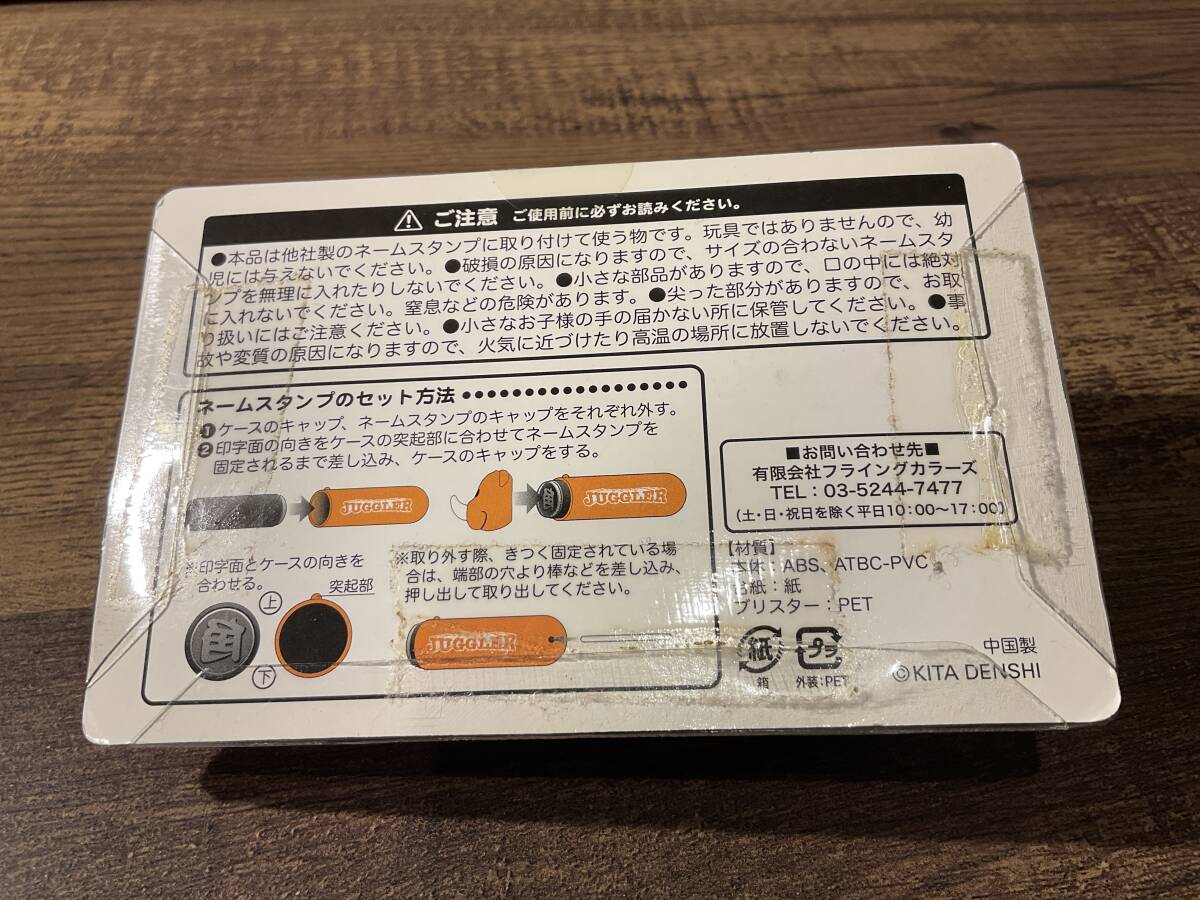 ⚠ ご注意 ご使用前に必ずお読みください。
●本品は他社製のネームスタンプに取り付けて使う物です。玩具ではありませんので、幼
児には与えないでください。●破損の原因になりますので、サイズの合わないネームスタ
ンプを無理に入れたりしないでください。●小さな部品がありますので、口の中には絶対
に入れないでください。窒息などの危険があります。●尖った部分がありますので、お取
り扱いにはご注意ください。●小さなお子様の手の届かない所に保管してください。●事
故や変質の原因になりますので、火気に近づけたり高温の場所に放置しないでください。
ネームスタンプのセット方法
❶ケースのキャップ、ネームスタンプのキャップをそれぞれ外す。
❷印字面の向きをケースの突起部に合わせてネームスタンプを
固定されるまで差し込み、ケースのキャップをする。
JUGGLER
角
JUGGLER
※印字面とケースの向きを
合わせる。
突起部
上
角
下
※取り外す際、きつく固定されている場
合は、端部の穴より棒などを差し込み、
押し出して取り出してください。
JUGGLER
■お問い合わせ先■
有限会社フライングカラーズ
TEL：03-5244-7477
(土・日・祝日を除く平日10：00〜17：00)
【材質】
本体：ABS、ATBC-PVC
台紙：紙
ブリスター：PET
紙
箱
プラ
外装：PET
中国製
©KITA DENSHI